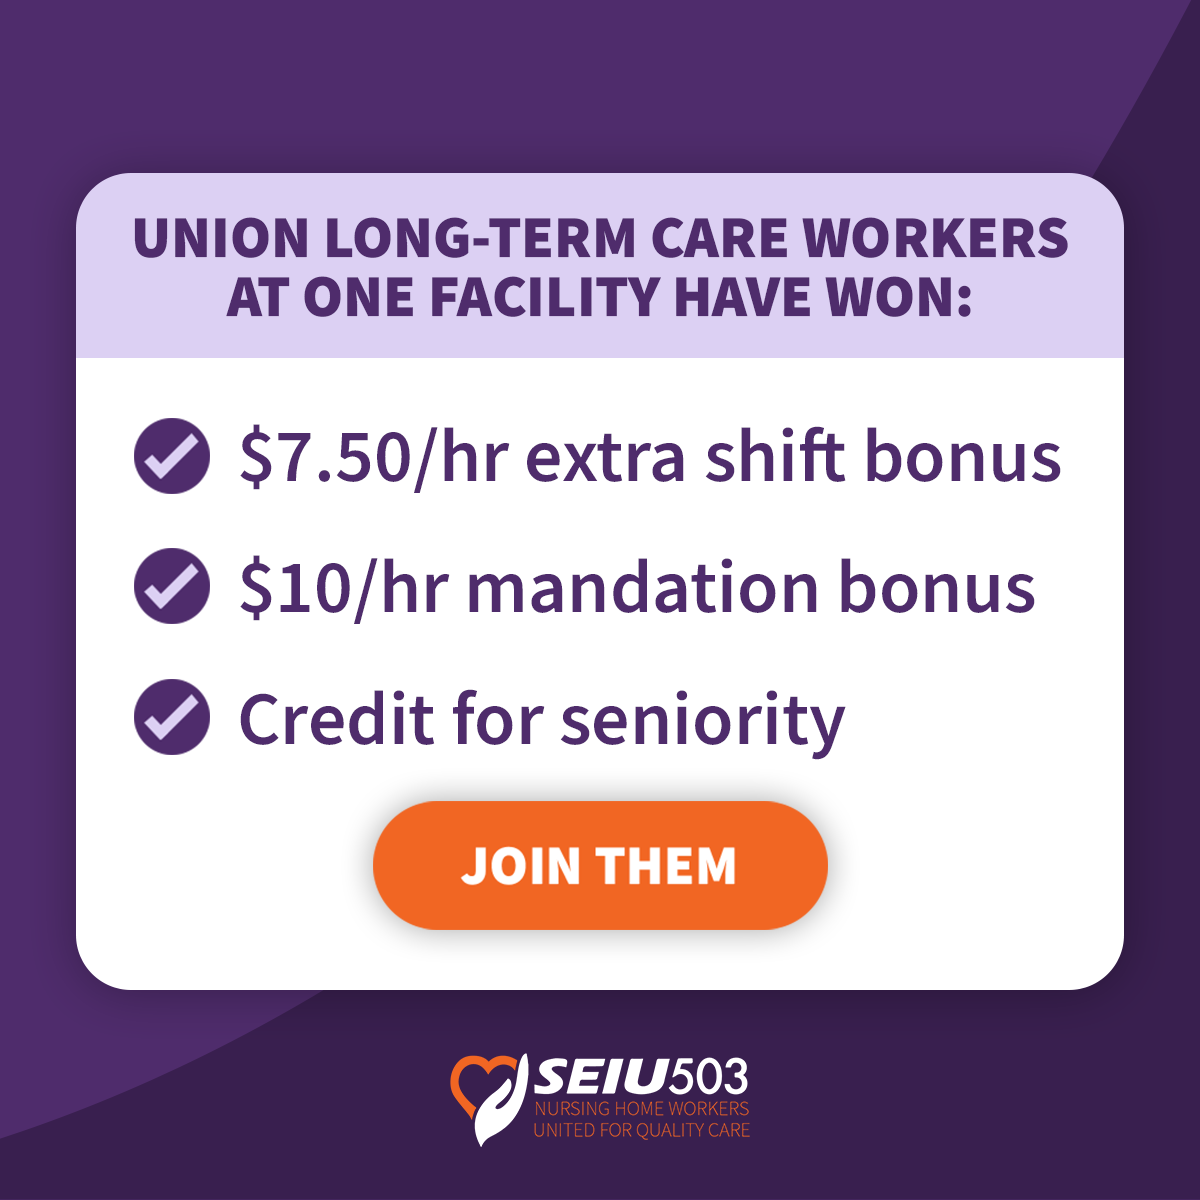 UNION LONG-TERM CARE WORKERS
AT ONE FACILITY HAVE WON:
$7.50/hr extra shift bonus
$10/hr mandation bonus
Credit for seniority
JOIN THEM
SEIU503
NURSING HOME WORKERS
UNITED FOR QUALITY CARE